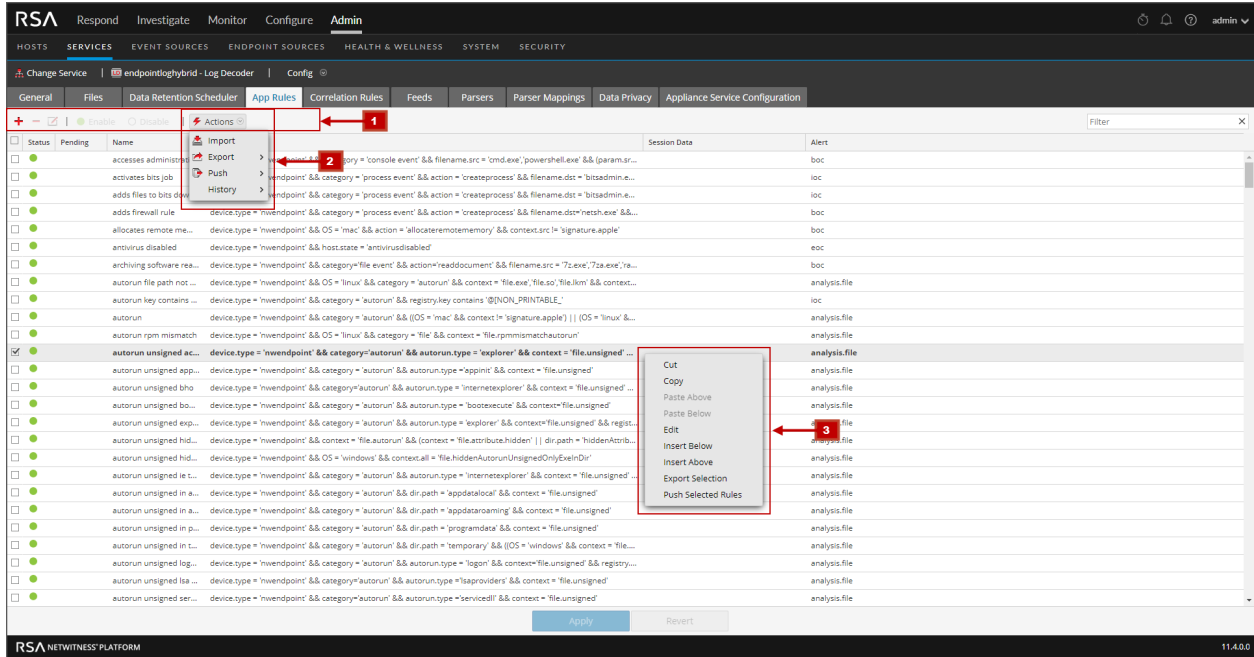 RSA Respond Investigate Monitor Configure Admin admin
HOSTS SERVICES EVENT SOURCES ENDPOINT SOURCES HEALTH & WELLNESS SYSTEM SECURITY
Change Service | endpointloghybrid - Log Decoder | Config
General Files Data Retention Scheduler App Rules Correlation Rules Feeds Parsers Parser Mappings Data Privacy Appliance Service Configuration
Enable Disable | Actions 1 Filter
Status Pending Name Session Data Alert
Import
Export
Push
History
2
accesses administrat... && filename.src = 'cmd.exe','powershell.exe' && (param.sr... boc
activates bits job && category = 'process event' && action = 'createprocess' && filename.dst = 'bitsadmin.e... ioc
adds files to bits dow && category = 'process event' && action = 'createprocess' && filename.dst = 'bitsadmin.e... ioc
adds firewall rule && category = 'process event' && action = 'createprocess' && filename.dst='netsh.exe' &&... boc
allocates remote me... device.type = 'nwendpoint' && OS = 'mac' && action = 'allocateremotememory' && context.src != 'signature.apple' boc
antivirus disabled device.type = 'nwendpoint' && host.state = 'antivirusdisabled' eoc
archiving software rea... device.type = 'nwendpoint' && category='file event' && action='readdocument' && filename.src = '7z.exe','7za.exe','ra... boc
autorun file path not ... device.type = 'nwendpoint' && OS = 'linux' && category = 'autorun' && context = 'file.exe','file.so','file.lkm' && context... analysis.file
autorun key contains ... device.type = 'nwendpoint' && category = 'autorun' && registry.key contains '@[NON_PRINTABLE_' ioc
autorun device.type = 'nwendpoint' && category = 'autorun' && ((OS = 'mac' && context != 'signature.apple') || (OS = 'linux' &... analysis.file
autorun rpm mismatch device.type = 'nwendpoint' && OS = 'linux' && category = 'file' && context = 'file.rpmmismatchautorun' analysis.file
autorun unsigned ac... device.type = 'nwendpoint' && category='autorun' && autorun.type = 'explorer' && context = 'file.unsigned' ... analysis.file
autorun unsigned app... device.type = 'nwendpoint' && category = 'autorun' && autorun.type ='appinit' && context = 'file.unsigned' analysis.file
autorun unsigned bho device.type = 'nwendpoint' && category='autorun' && autorun.type = 'internetexplorer' && context = 'file.unsigned' ... analysis.file
autorun unsigned bo... device.type = 'nwendpoint' && category = 'autorun' && autorun.type = 'bootexecute' && context='file.unsigned' analysis.file
autorun unsigned exp... device.type = 'nwendpoint' && category = 'autorun' && autorun.type = 'explorer' && context='file.unsigned' && regist...
autorun unsigned hid... device.type = 'nwendpoint' && context = 'file.autorun' && (context = 'file.attribute.hidden' || dir.path = 'hiddenAttrib...
autorun unsigned hid... device.type = 'nwendpoint' && OS = 'windows' && context.all = 'file.hiddenAutorunUnsignedOnlyExeInDir' analysis.file
autorun unsigned ie t... device.type = 'nwendpoint' && category = 'autorun' && autorun.type = 'internetexplorer' && context = 'file.unsigned' ... analysis.file
autorun unsigned in a... device.type = 'nwendpoint' && category = 'autorun' && dir.path = 'appdatalocal' && context = 'file.unsigned' analysis.file
autorun unsigned in a... device.type = 'nwendpoint' && category = 'autorun' && dir.path = 'appdataroaming' && context = 'file.unsigned' analysis.file
autorun unsigned in p... device.type = 'nwendpoint' && category = 'autorun' && dir.path = 'programdata' && context = 'file.unsigned' analysis.file
autorun unsigned in t... device.type = 'nwendpoint' && category = 'autorun' && dir.path = 'temporary' && ((OS = 'windows' && context = 'file.... analysis.file
autorun unsigned log... device.type = 'nwendpoint' && category = 'autorun' && autorun.type = 'logon' && context='file.unsigned' && registry.... analysis.file
autorun unsigned lsa ... device.type = 'nwendpoint' && category='autorun' && autorun.type ='lsaproviders' && context = 'file.unsigned' analysis.file
autorun unsigned ser... device.type = 'nwendpoint' && category='autorun' && autorun.type ='servicedll' && context = 'file.unsigned' analysis.file
Cut
Copy
Paste Above
Paste Below
Edit
Insert Below
Insert Above
Export Selection
Push Selected Rules
3
Apply Revert
RSA NETWITNESS PLATFORM 11.4.0.0